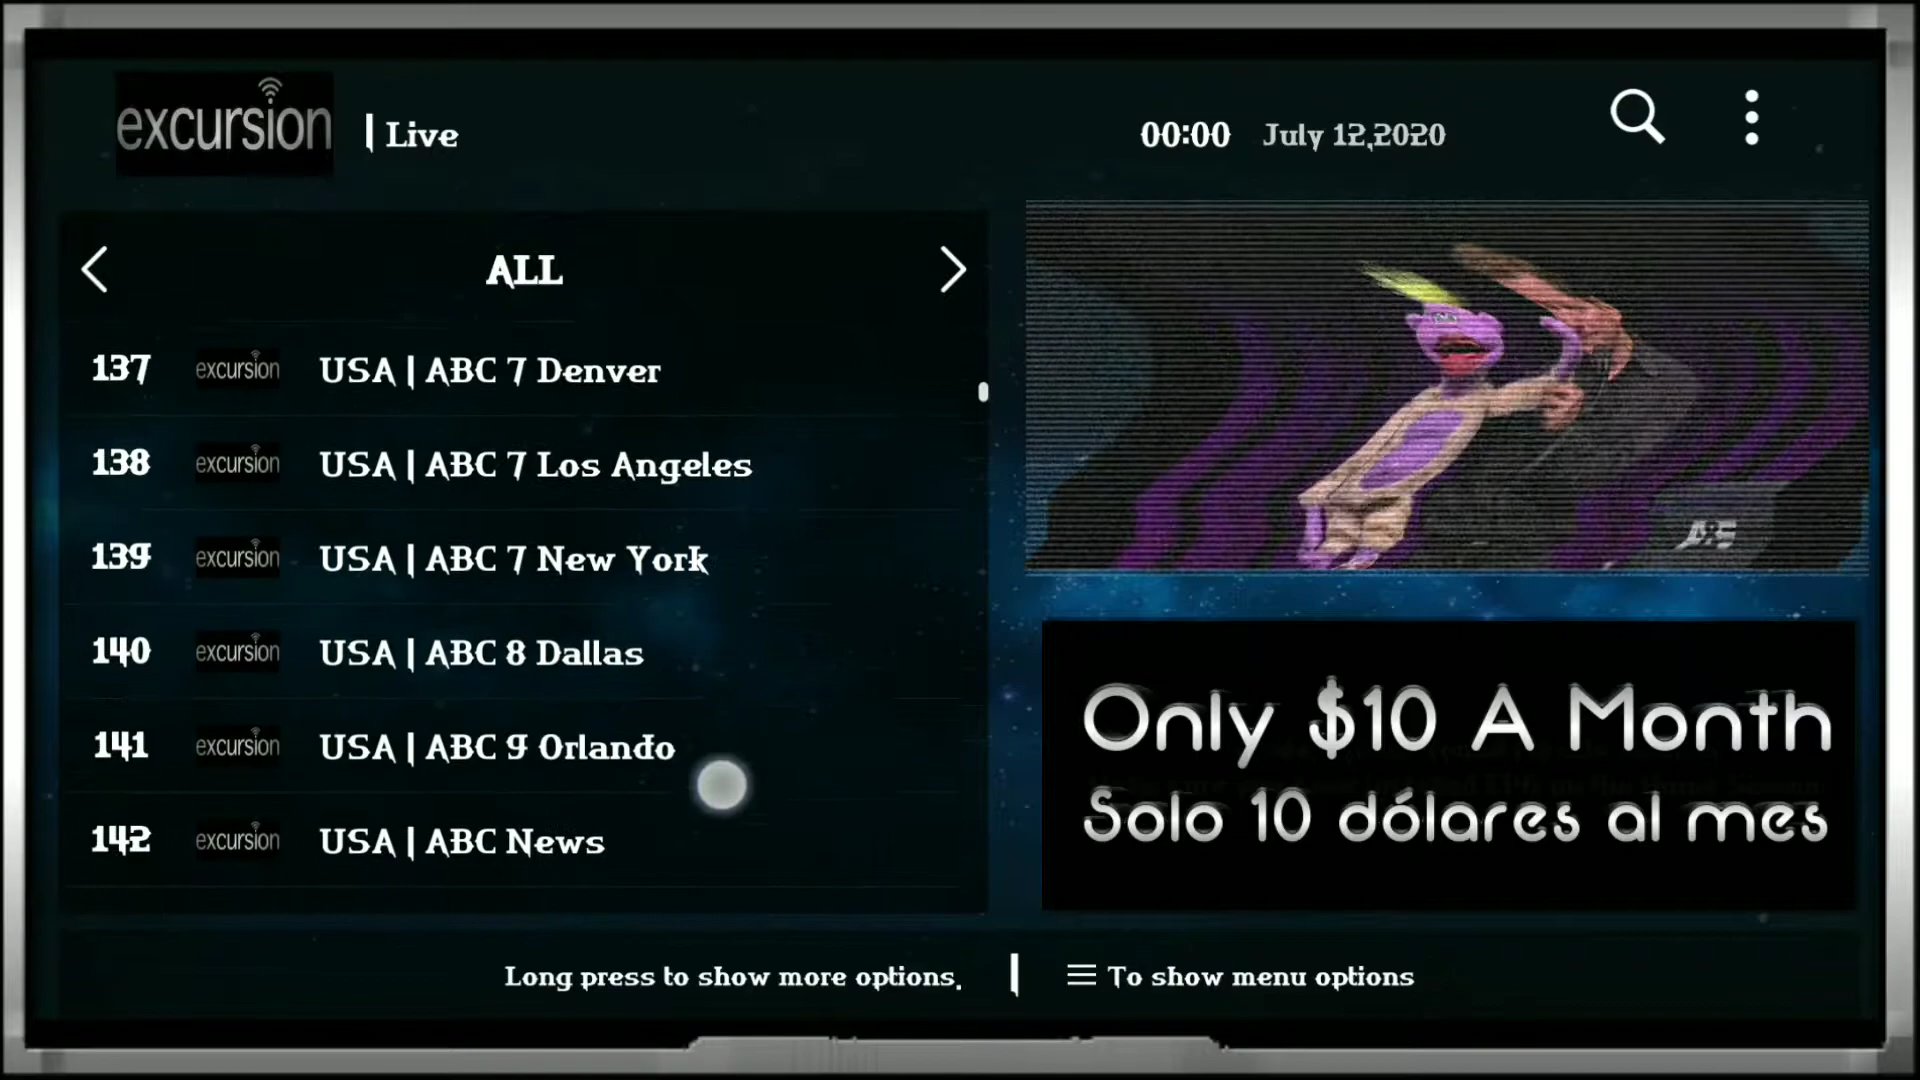 excursion
| Live
00:00 July 12,2020
ALL
137 excursion USA | ABC 7 Denver
138 excursion USA | ABC 7 Los Angeles
139 excursion USA | ABC 7 New York
140 excursion USA | ABC 8 Dallas
141 excursion USA | ABC 9 Orlando
142 excursion USA | ABC News
Only $10 A Month
Solo 10 dólares al mes
Long press to show more options. | To show menu options